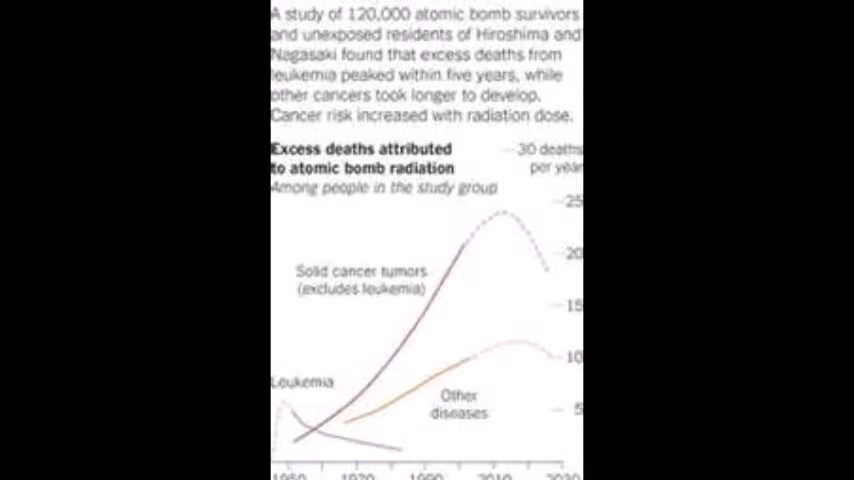 A study of 120,000 atomic bomb survivors
and unexposed residents of Hiroshima and
Nagasaki found that excess deaths from
leukemia peaked within five years, while
other cancers took longer to develop.
Cancer risk increased with radiation dose.
Excess deaths attributed
to atomic bomb radiation
Among people in the study group
30 deaths
per year
25
20
Solid cancer tumors
(excludes leukemia)
15
10
Leukemia
Other
diseases
5
1950 1970 1990 2010 2030